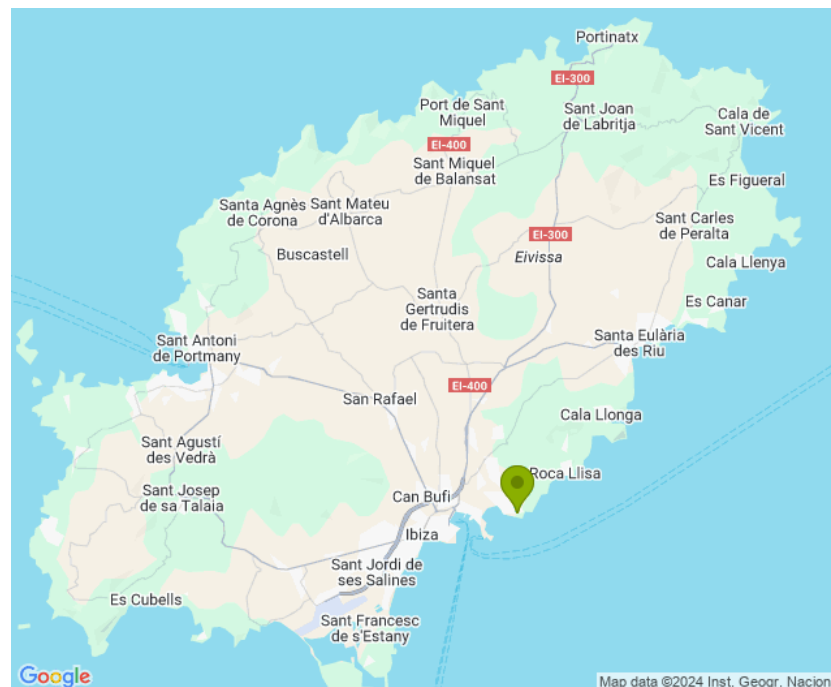 Portinatx
EI-300
Port de Sant
Miquel
Sant Joan
de Labritja
Cala de
Sant Vicent
EI-400
Sant Miquel
de Balansat
Es Figueral
Santa Agnès
de Corona
Sant Mateu
d'Albarca
Sant Carles
de Peralta
EI-300
Buscastell
Eivissa
Cala Llenya
Santa
Gertrudis
de Fruitera
Es Canar
Sant Antoni
de Portmany
Santa Eulària
des Riu
EI-400
San Rafael
Cala Llonga
Sant Agustí
des Vedrà
Roca Llisa
Sant Josep
de sa Talaia
Can Bufi
Ibiza
Sant Jordi de
ses Salines
Es Cubells
Sant Francesc
de s'Estany
Google
Map data ©2024 Inst. Geogr. Nacion